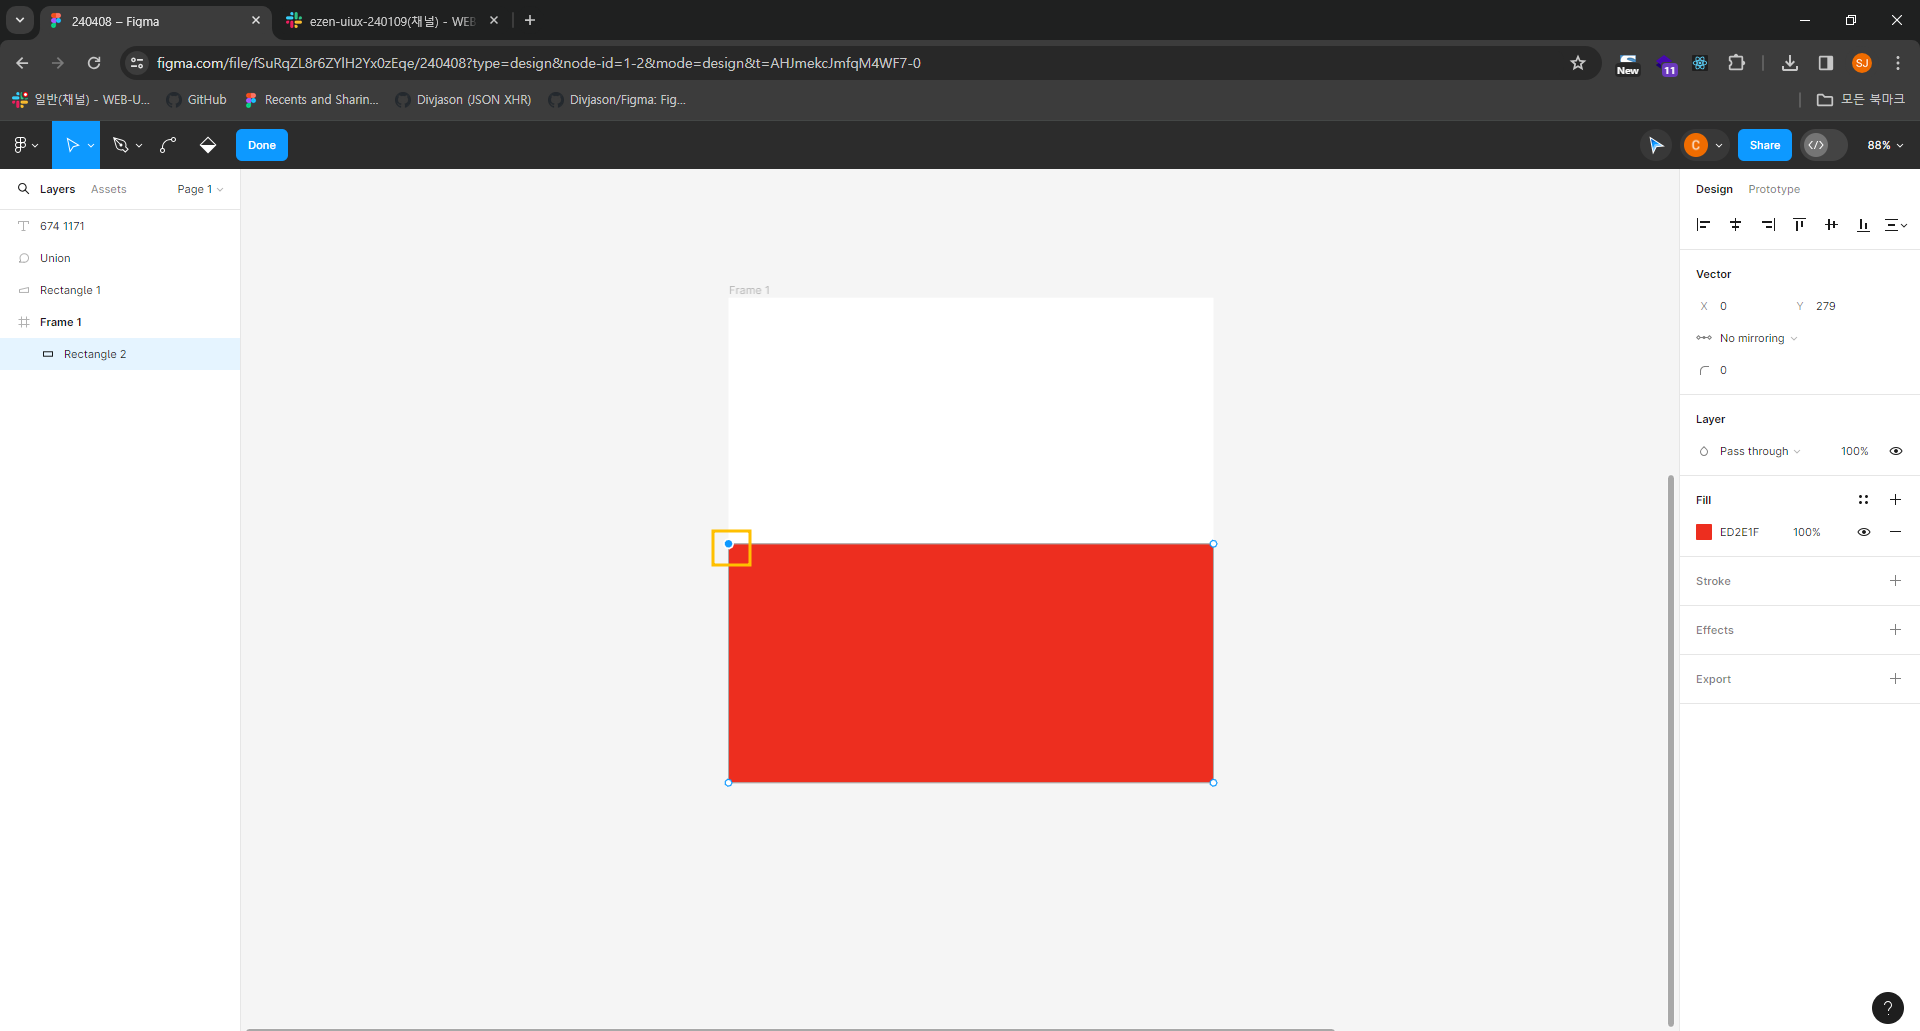 240408 – Figma
ezen-uiux-240109(채널) - WEB
figma.com/file/fSuRqZL8r6ZYlH2Yx0zEqe/240408?type=design&node-id=1-2&mode=design&t=AHJmekcJmfqM4WF7-0
New
11
SJ
일반(채널) - WEB-U...
GitHub
Recents and Sharin...
Divjason (JSON XHR)
Divjason/Figma: Fig...
모든 북마크
Done
C
Share
88%
Layers
Assets
Page 1
Design
Prototype
674 1171
Union
Rectangle 1
Frame 1
Rectangle 2
Frame 1
Vector
X 0
Y 279
No mirroring
0
Layer
Pass through
100%
Fill
ED2E1F
100%
Stroke
Effects
Export
?